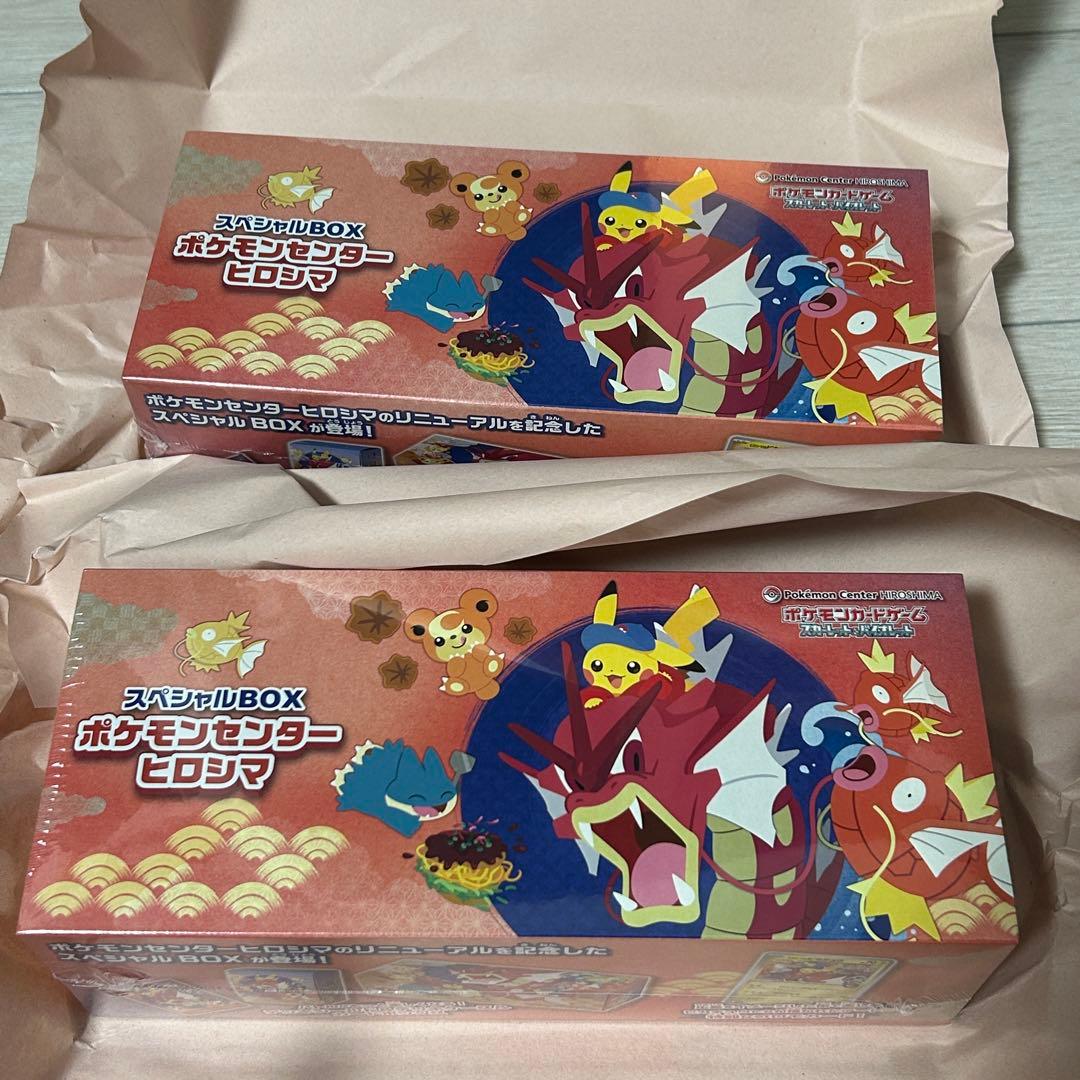 Pokémon Center HIROSHIMA
ポケモンカードゲーム
スカーレット&バイオレット
スペシャルBOX
ポケモンセンター
ヒロシマ
ポケモンセンターヒロシマのリニューアルを記念した
スペシャルBOXが登場!
Pokémon Center HIROSHIMA
ポケモンカードゲーム
スカーレット&バイオレット
スペシャルBOX
ポケモンセンター
ヒロシマ
ポケモンセンターヒロシマのリニューアルを記念した
スペシャルBOXが登場!